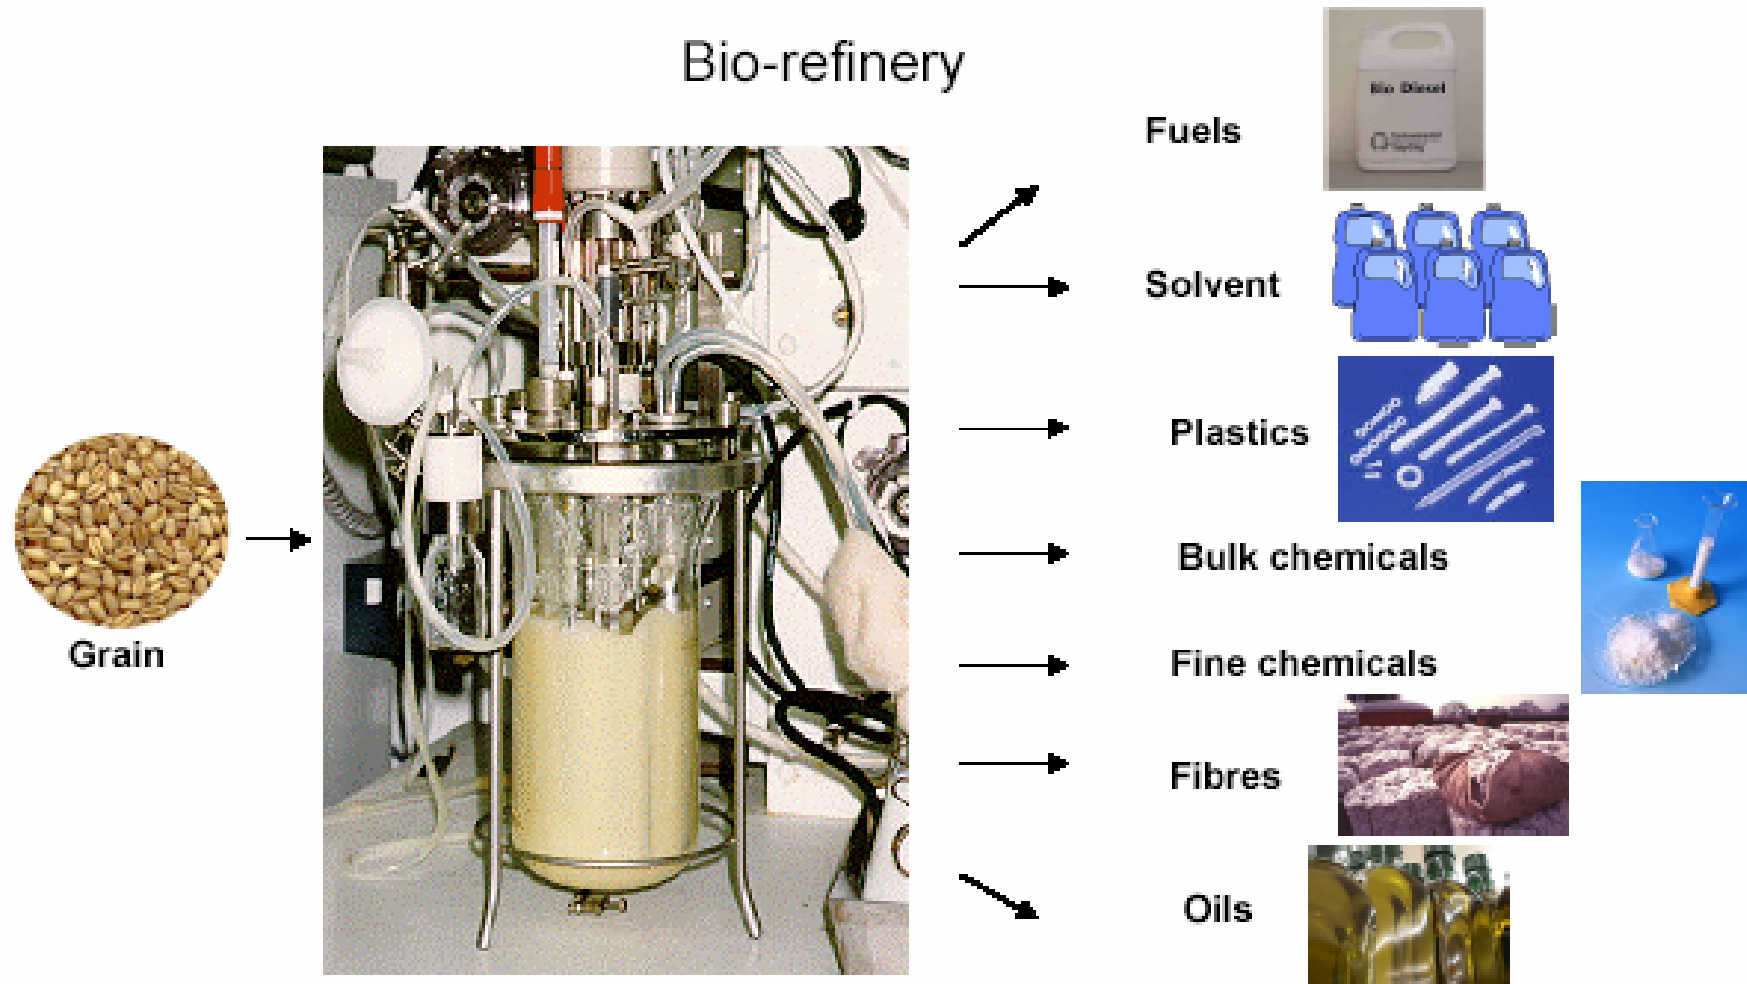 Bio-refinery
Fuels
Bio Diesel
Solvent
Plastics
Bulk chemicals
Grain
Fine chemicals
Fibres
Oils